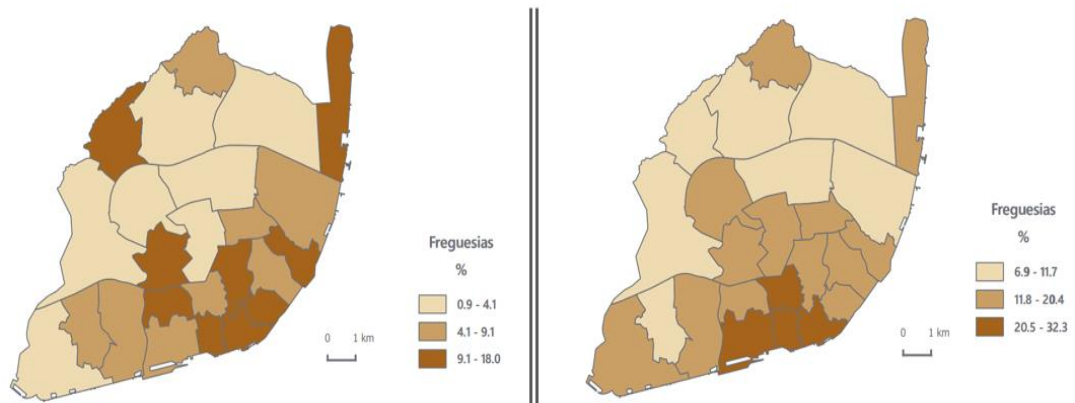 Freguesias
%
0.9 - 4.1
4.1 - 9.1
9.1 - 18.0
0 1 km
Freguesias
%
6.9 - 11.7
11.8 - 20.4
20.5 - 32.3
0 1 km